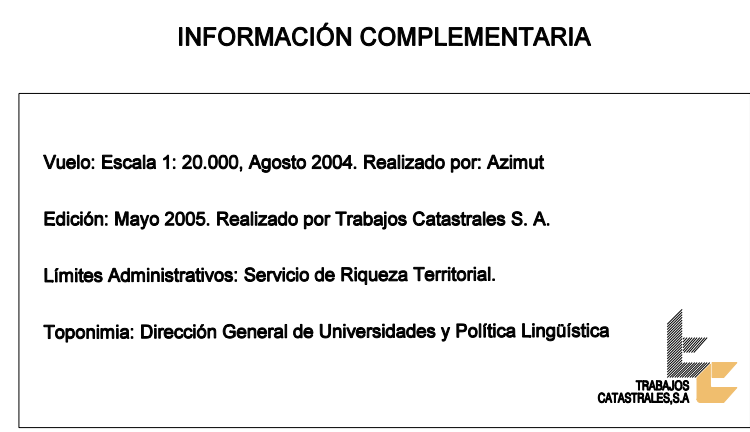 INFORMACIÓN COMPLEMENTARIA
Vuelo: Escala 1: 20.000, Agosto 2004. Realizado por: Azimut
Edición: Mayo 2005. Realizado por Trabajos Catastrales S. A.
Límites Administrativos: Servicio de Riqueza Territorial.
Toponimia: Dirección General de Universidades y Política Lingüística
TRABAJOS
CATASTRALES,S.A